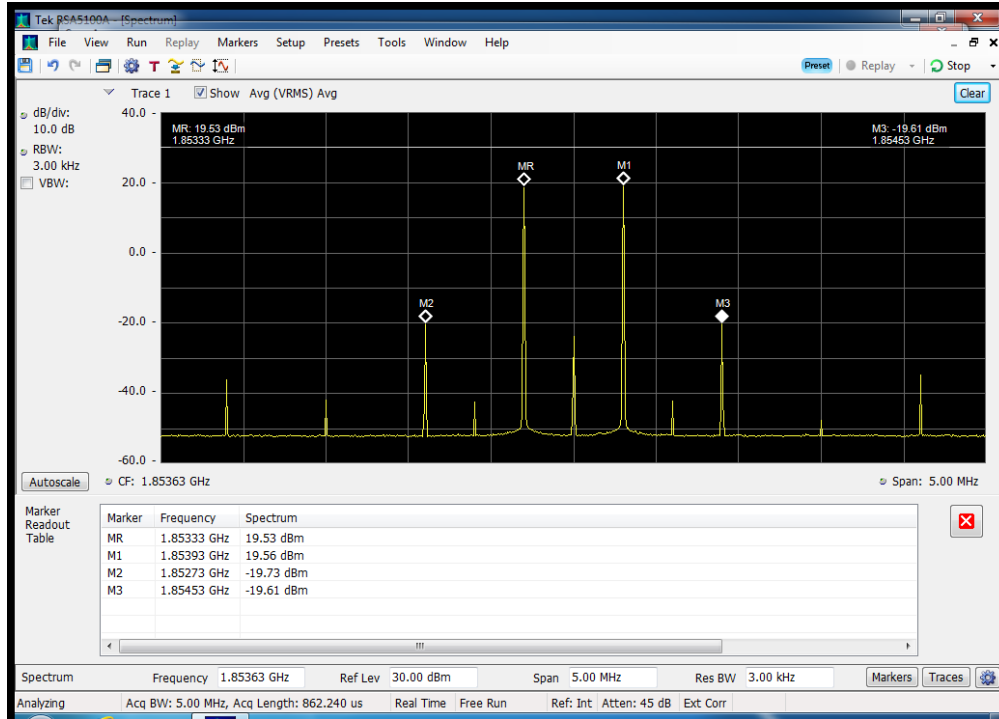 Tek RSA5100A - [Spectrum]
File View Run Replay Markers Setup Presets Tools Window Help
T Preset Replay Stop
Trace 1 Show Avg (VRMS) Avg Clear
dB/div:
10.0 dB
RBW:
3.00 kHz
VBW:
40.0 -
20.0 -
0.0 -
-20.0 -
-40.0 -
-60.0 -
MR: 19.53 dBm
1.85333 GHz
M3: -19.61 dBm
1.85453 GHz
MR M1
M2 M3
Autoscale CF: 1.85363 GHz Span: 5.00 MHz
Marker
Readout
Table
Marker Frequency Spectrum
MR 1.85333 GHz 19.53 dBm
M1 1.85393 GHz 19.56 dBm
M2 1.85273 GHz -19.73 dBm
M3 1.85453 GHz -19.61 dBm
Spectrum Frequency 1.85363 GHz Ref Lev 30.00 dBm Span 5.00 MHz Res BW 3.00 kHz Markers Traces
Analyzing Acq BW: 5.00 MHz, Acq Length: 862.240 us Real Time Free Run Ref: Int Atten: 45 dB Ext Corr